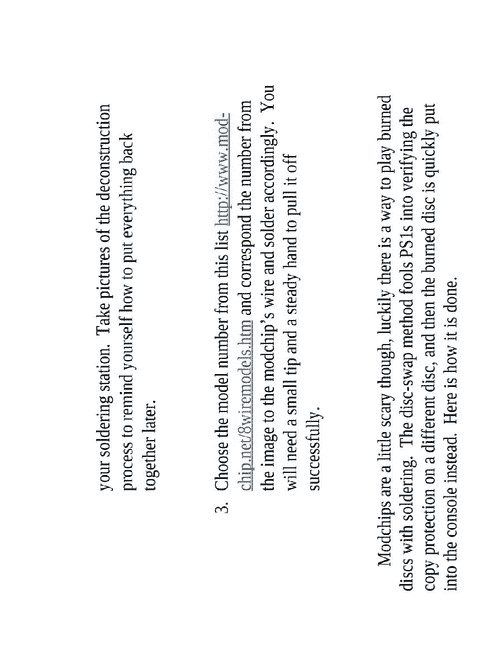 your soldering station.  Take pictures of the deconstruction
process to remind yourself how to put everything back
together later.
3.  Choose the model number from this list http://www.mod-
chip.net/8wiremodels.htm and correspond the number from
the image to the modchip's wire and solder accordingly.  You
will need a small tip and a steady hand to pull it off
successfully.
Modchips are a little scary though, luckily there is a way to play burned
discs with soldering.  The disc-swap method fools PS1s into verifying the
copy protection on a different disc, and then the burned disc is quickly put
into the console instead.  Here is how it is done.